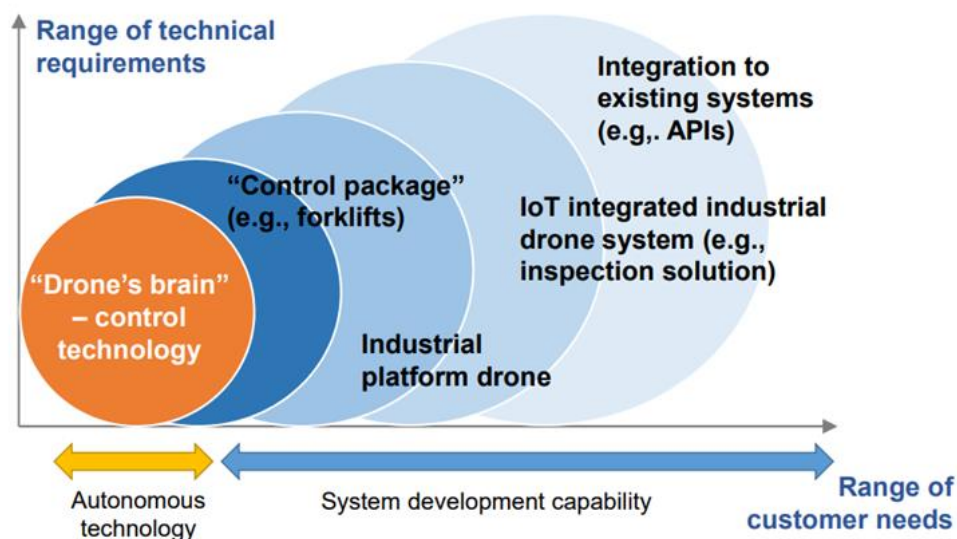 Range of technical
requirements
Integration to
existing systems
(e.g,. APIs)
“Control package”
(e.g., forklifts)
IoT integrated industrial
drone system (e.g.,
inspection solution)
“Drone’s brain”
– control
technology
Industrial
platform drone
Autonomous
technology
System development capability
Range of
customer needs